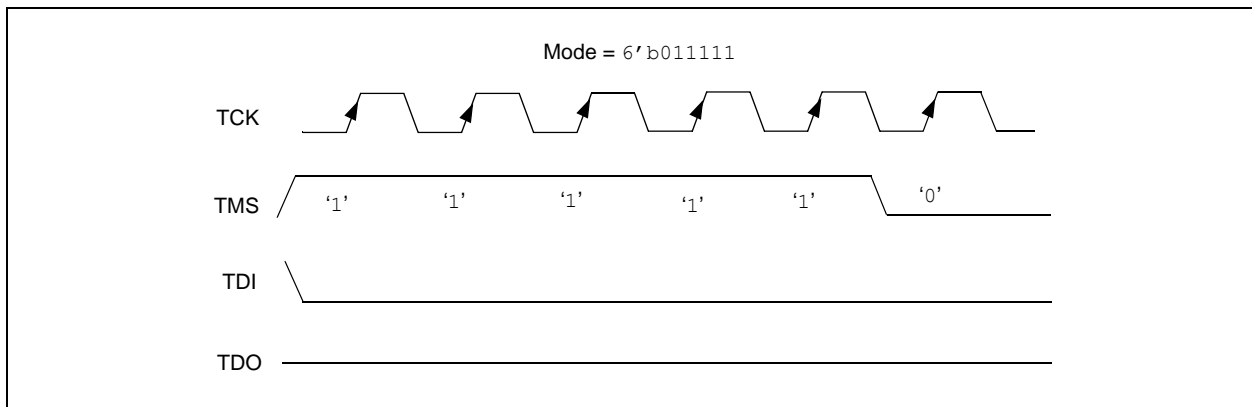 Mode = 6′b011111
TCK
TMS ‘1’ ‘1’ ‘1’ ‘1’ ‘1’ ‘0’
TDI
TDO